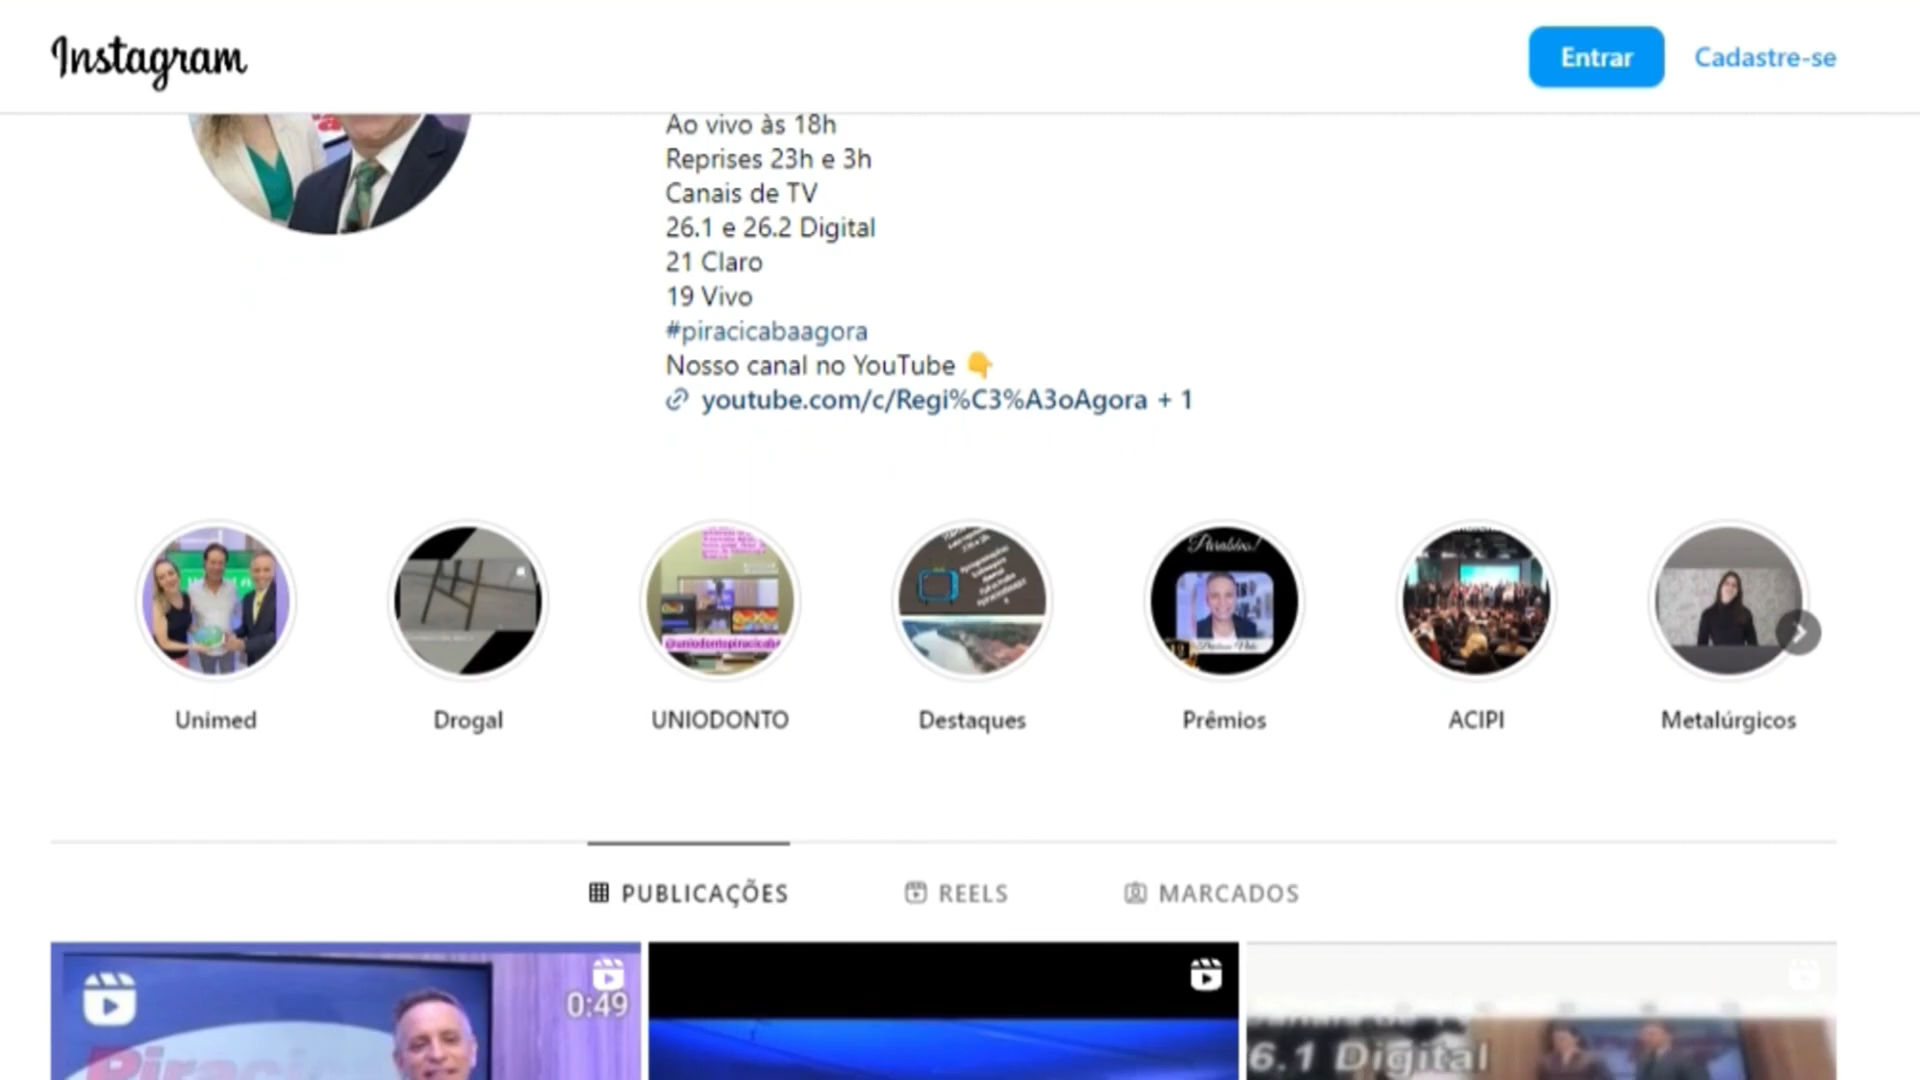 Instagram
Entrar
Cadastre-se
Ao vivo às 18h
Reprises 23h e 3h
Canais de TV
26.1 e 26.2 Digital
21 Claro
19 Vivo
#piracicabaagora
Nosso canal no YouTube 👇
youtube.com/c/Regi%C3%A3oAgora + 1
Parabéns!
@uniodontopiracicaba
Unimed
Drogal
UNIODONTO
Destaques
Prêmios
ACIPI
Metalúrgicos
PUBLICAÇÕES
REELS
MARCADOS
0:49
6.1 Digital